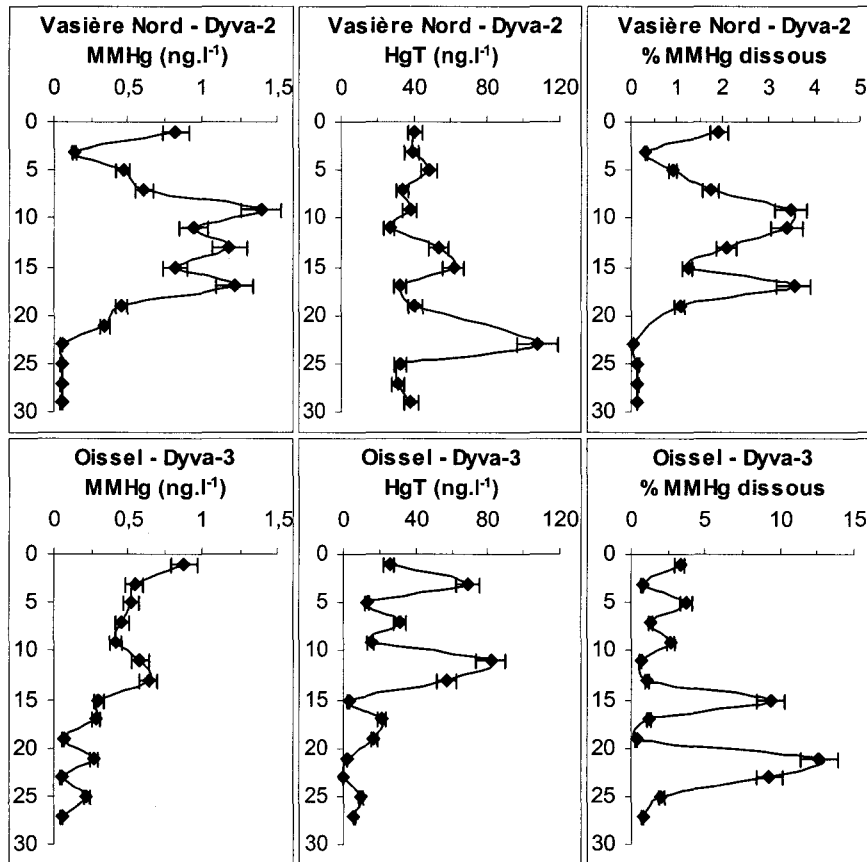 Vasière Nord - Dyva-2
MMHg (ng.l-1)
0 0,5 1 1,5
0
5
10
15
20
25
30
Vasière Nord - Dyva-2
HgT (ng.l-1)
0 40 80 120
0
5
10
15
20
25
30
Vasière Nord - Dyva-2
% MMHg dissous
0 1 2 3 4 5
0
5
10
15
20
25
30
Oissel - Dyva-3
MMHg (ng.l-1)
0 0,5 1 1,5
0
5
10
15
20
25
30
Oissel - Dyva-3
HgT (ng.l-1)
0 40 80 120
0
5
10
15
20
25
30
Oissel - Dyva-3
% MMHg dissous
0 5 10 15
0
5
10
15
20
25
30